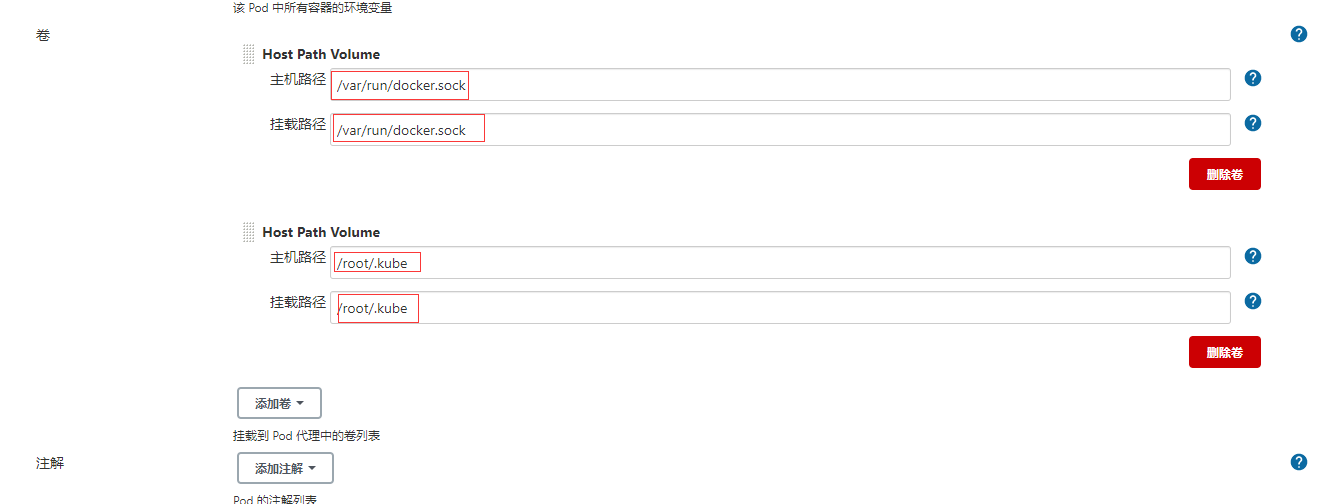 该 Pod 中所有容器的环境变量
卷
Host Path Volume
主机路径 /var/run/docker.sock
挂载路径 /var/run/docker.sock
删除卷
Host Path Volume
主机路径 /root/.kube
挂载路径 /root/.kube
删除卷
添加卷
挂载到 Pod 代理中的卷列表
注解
添加注解
Pod 的注解列表